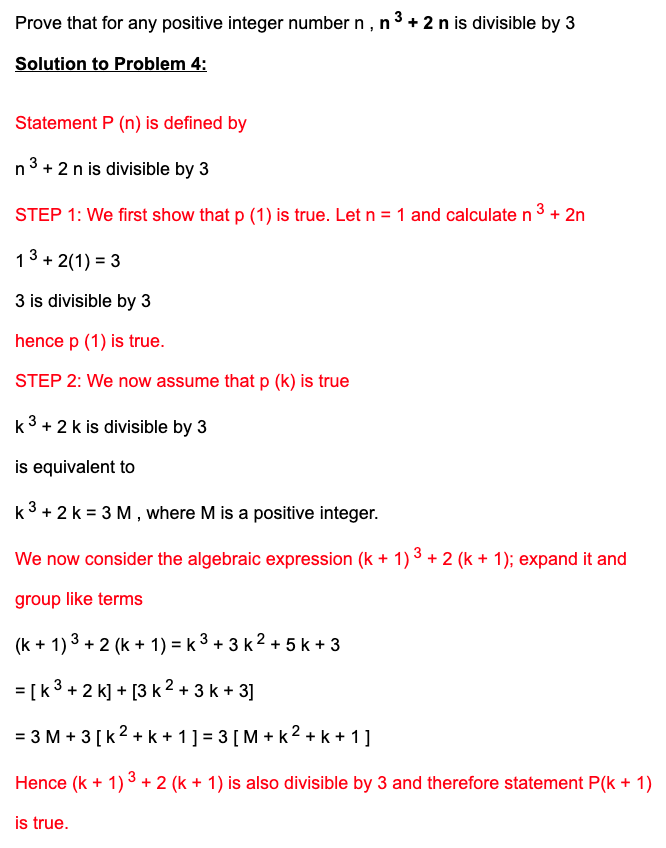 Prove that for any positive integer number n , n 3 + 2 n is divisible by 3
Solution to Problem 4:
Statement P (n) is defined by
n 3 + 2 n is divisible by 3
STEP 1: We first show that p (1) is true. Let n = 1 and calculate n 3 + 2n
1 3 + 2(1) = 3
3 is divisible by 3
hence p (1) is true.
STEP 2: We now assume that p (k) is true
k 3 + 2 k is divisible by 3
is equivalent to
k 3 + 2 k = 3 M , where M is a positive integer.
We now consider the algebraic expression (k + 1) 3 + 2 (k + 1); expand it and
group like terms
(k + 1) 3 + 2 (k + 1) = k 3 + 3 k 2 + 5 k + 3
= [ k 3 + 2 k] + [3 k 2 + 3 k + 3]
= 3 M + 3 [ k 2 + k + 1 ] = 3 [ M + k 2 + k + 1 ]
Hence (k + 1) 3 + 2 (k + 1) is also divisible by 3 and therefore statement P(k + 1)
is true.